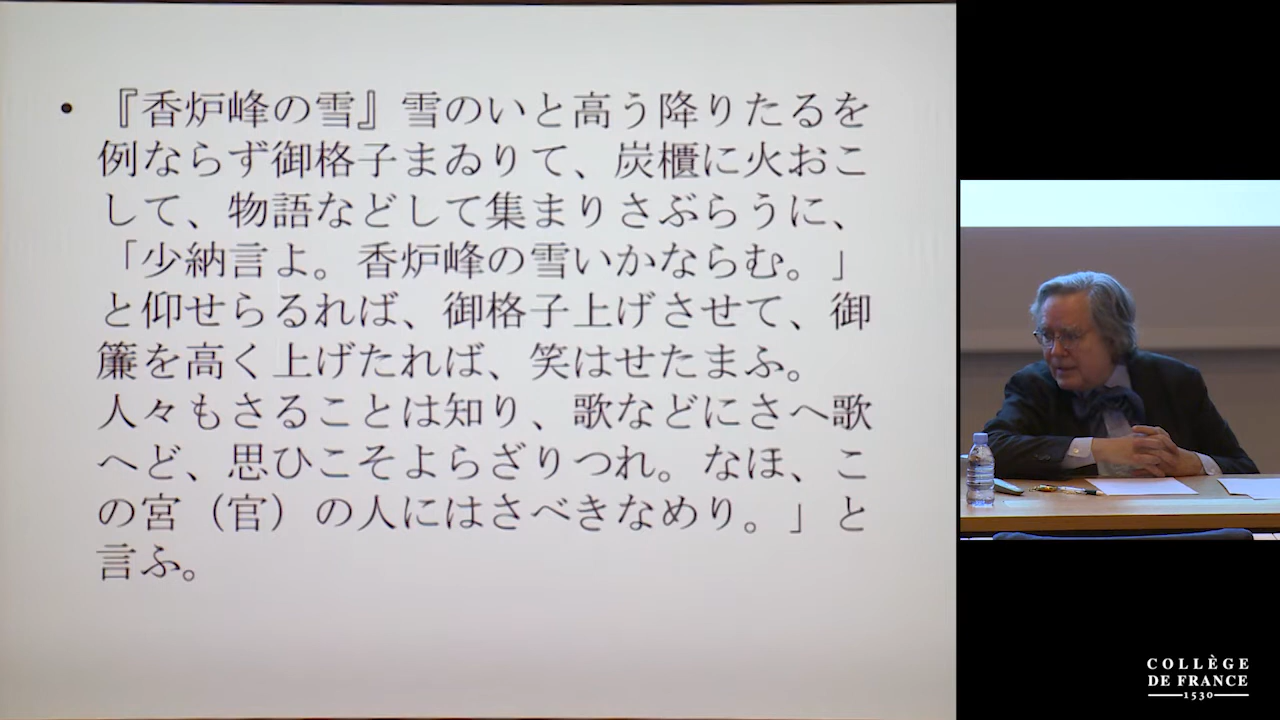 • 『香炉峰の雪』雪のいと高う降りたるを
例ならず御格子まゐりて、炭櫃に火おこ
して、物語などして集まりさぶらうに、
「少納言よ。香炉峰の雪いかならむ。」
と仰せらるれば、御格子上げさせて、御
簾を高く上げたれば、笑はせたまふ。
人々もさることは知り、歌などにさへ歌
へど、思ひこそよらざりつれ。なほ、こ
の宮（官）の人にはさべきなめり。」と
言ふ。
COLLÈGE
DE FRANCE
1530